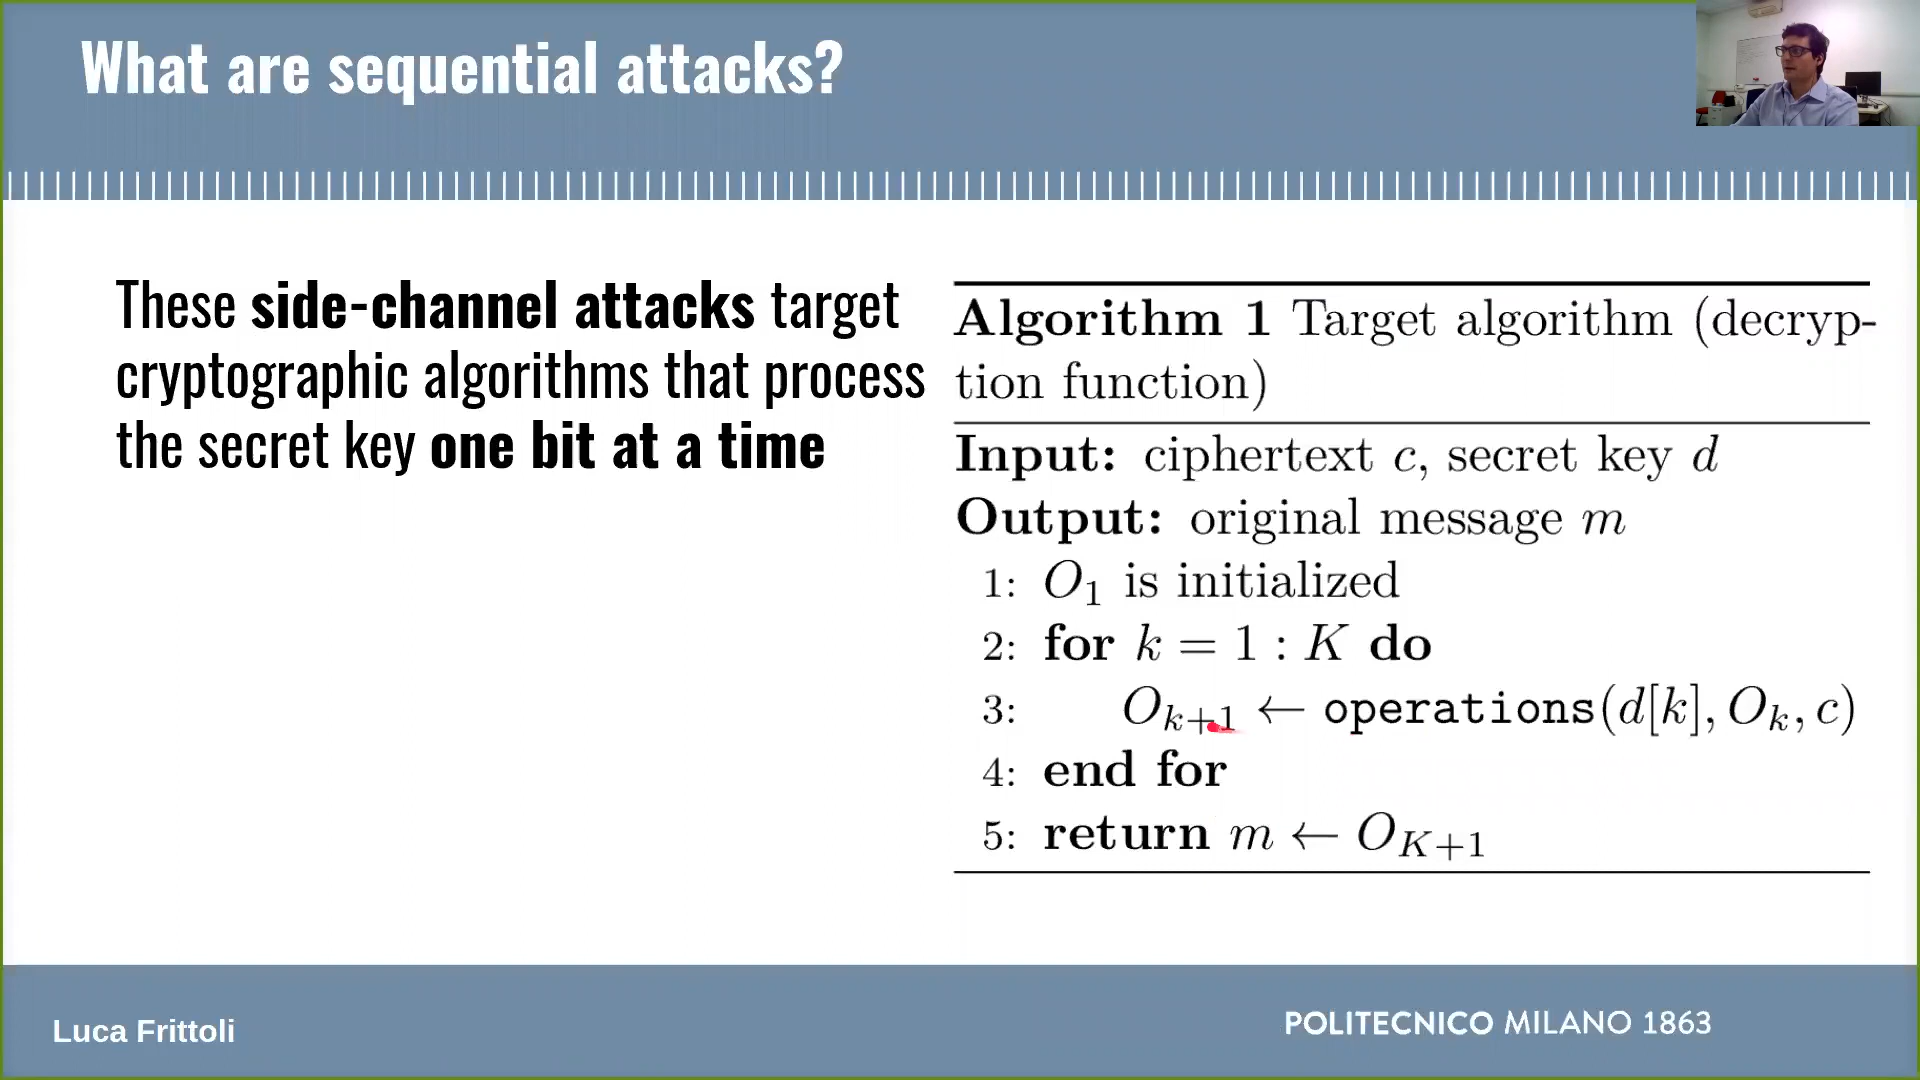 What are sequential attacks?
These side-channel attacks target
cryptographic algorithms that process
the secret key one bit at a time
Algorithm 1 Target algorithm (decryp-
tion function)
Input: ciphertext c, secret key d
Output: original message m
1: O₁ is initialized
2: for k = 1 : K do
3: Oₖ₊₁ ← operations(d[k], Oₖ, c)
4: end for
5: return m ← O_{K+1}
Luca Frittoli
POLITECNICO MILANO 1863